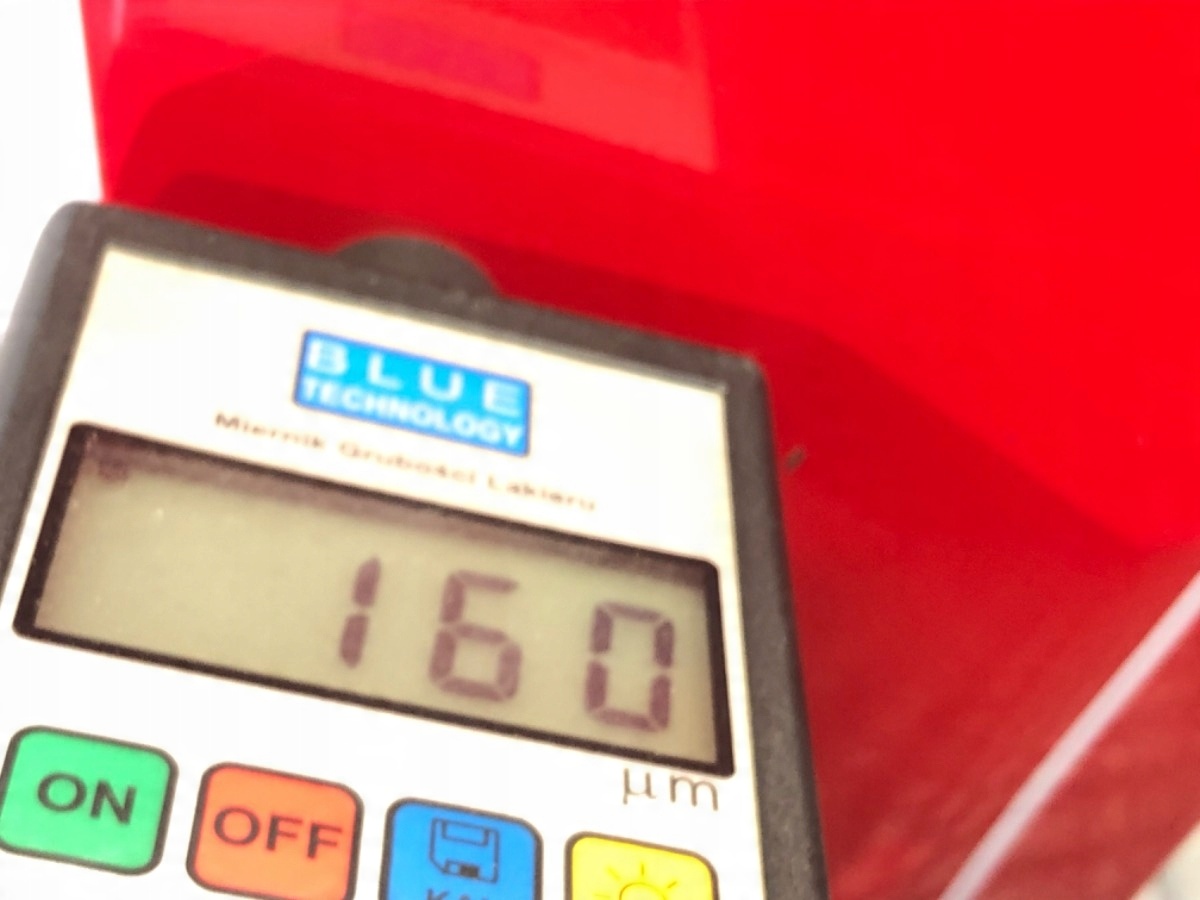 BLUE
TECHNOLOGY
Miernik Grubości Lakieru
160
µm
ON
OFF